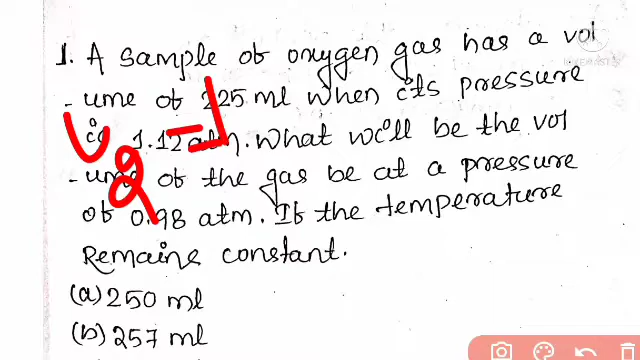 1. A sample of oxygen gas has a vol
- ume of 225 ml when its pressure
is 1.12 atm. What will be the vol
- ume of the gas be at a pressure
of 0.98 atm. If the temperature
Remains constant.
(a) 250 ml
(b) 257 ml